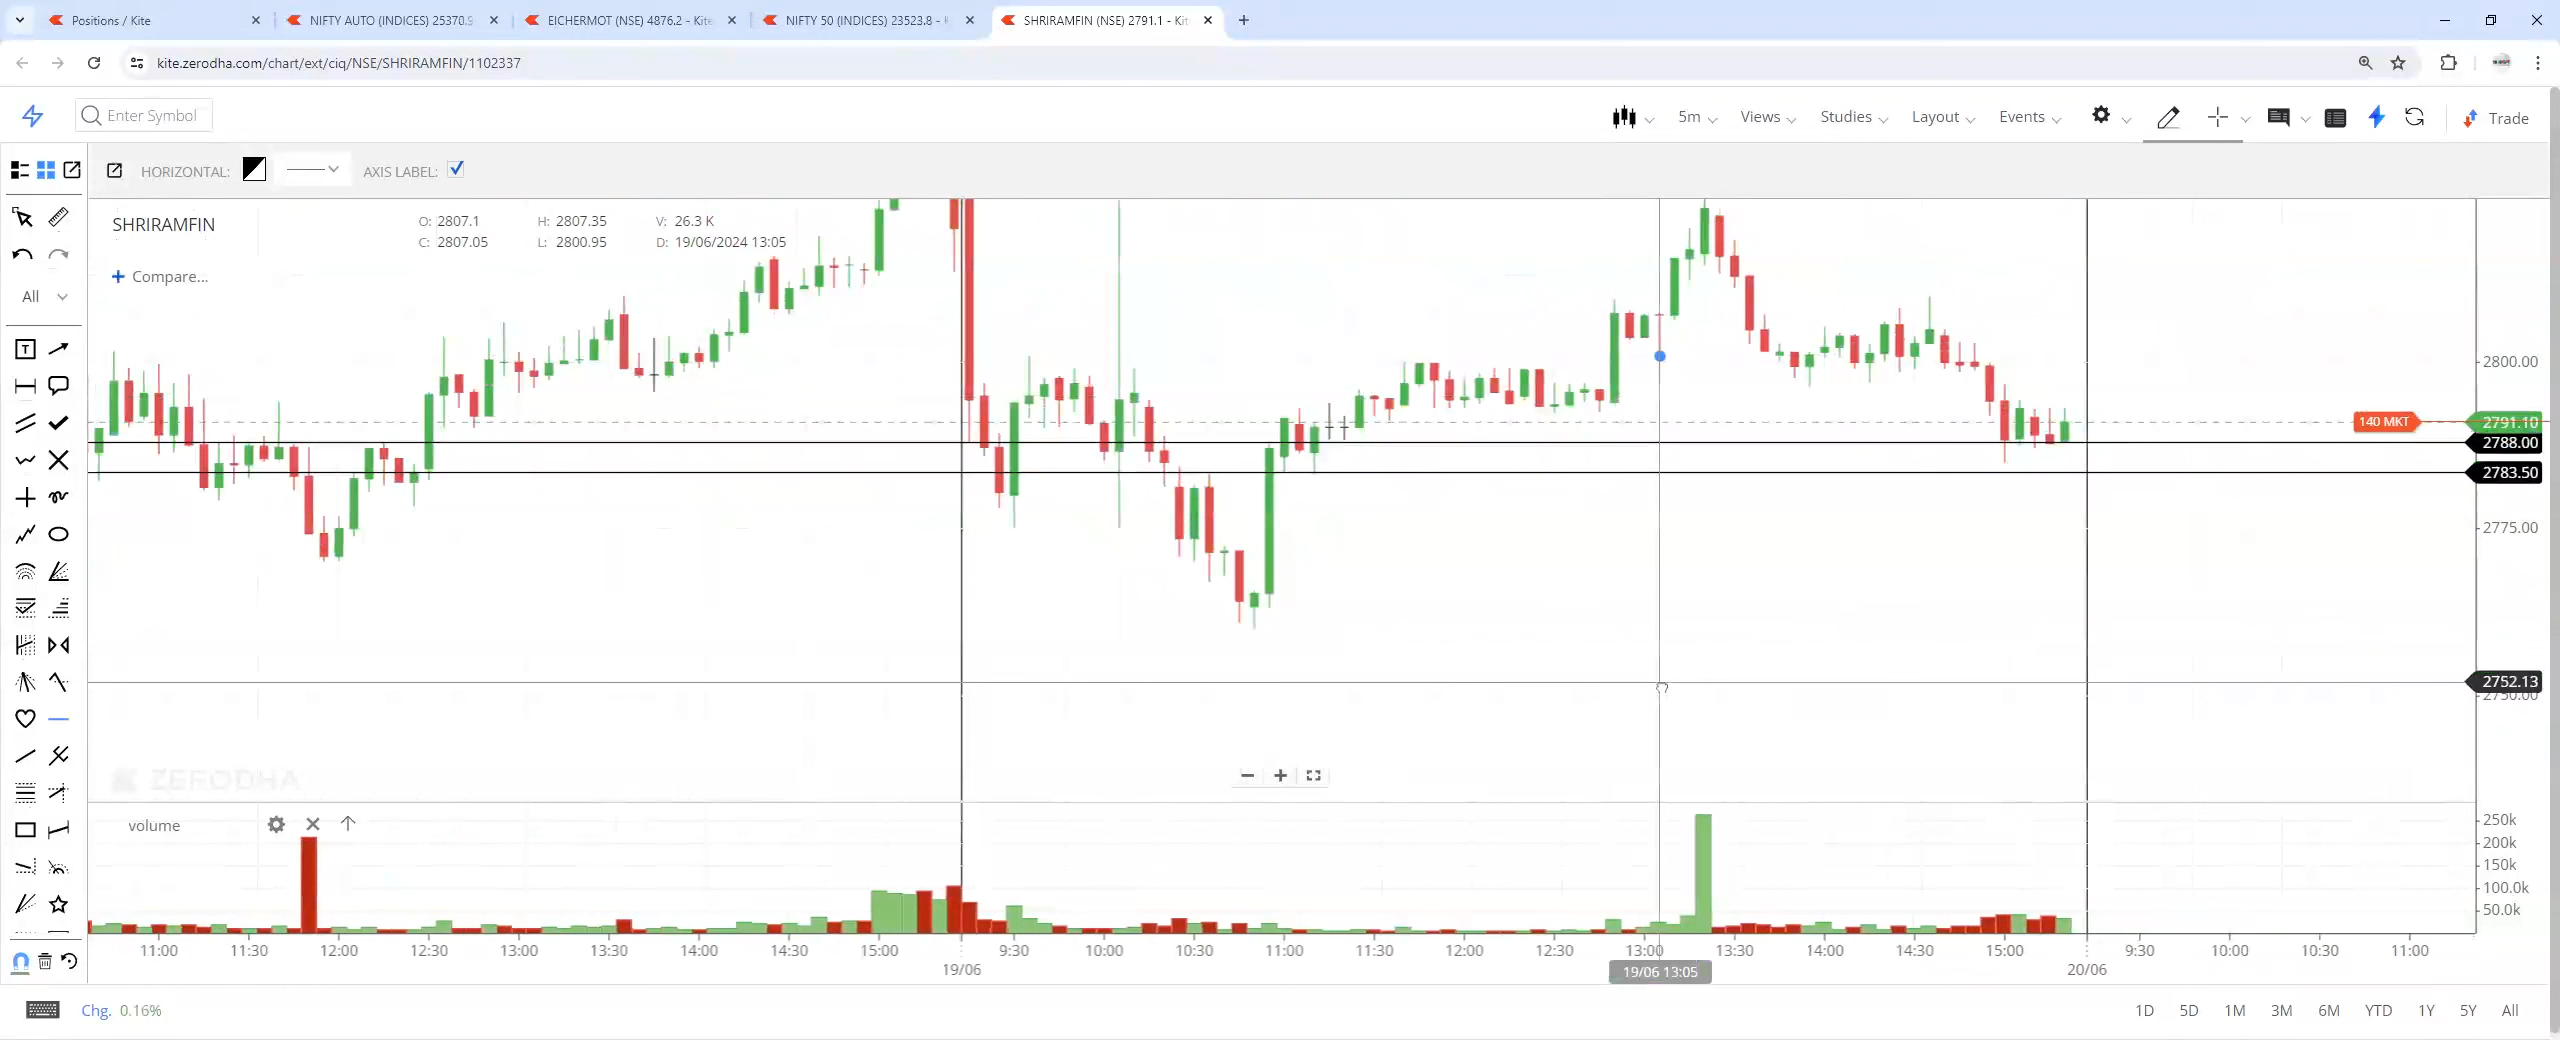 Positions / Kite
NIFTY AUTO (INDICES) 25370.9
EICHERMOT (NSE) 4876.2 - Kite
NIFTY 50 (INDICES) 23523.8 -
SHRIRAMFIN (NSE) 2791.1 - Kit
kite.zerodha.com/chart/ext/ciq/NSE/SHRIRAMFIN/1102337
Enter Symbol
5m
Views
Studies
Layout
Events
Trade
HORIZONTAL:
AXIS LABEL:
SHRIRAMFIN
O: 2807.1 H: 2807.35 V: 26.3 K
C: 2807.05 L: 2800.95 D: 19/06/2024 13:05
+ Compare...
All
T
2800.00
140 MKT
2791.10
2788.00
2783.50
2775.00
2752.13
2750.00
ZERODHA
volume
250k
200k
150k
100.0k
50.0k
11:00 11:30 12:00 12:30 13:00 13:30 14:00 14:30 15:00 9:30 10:00 10:30 11:00 11:30 12:00 12:30 13:00 13:30 14:00 14:30 15:00 9:30 10:00 10:30 11:00
19/06 19/06 13:05 20/06
Chg. 0.16%
1D 5D 1M 3M 6M YTD 1Y 5Y All